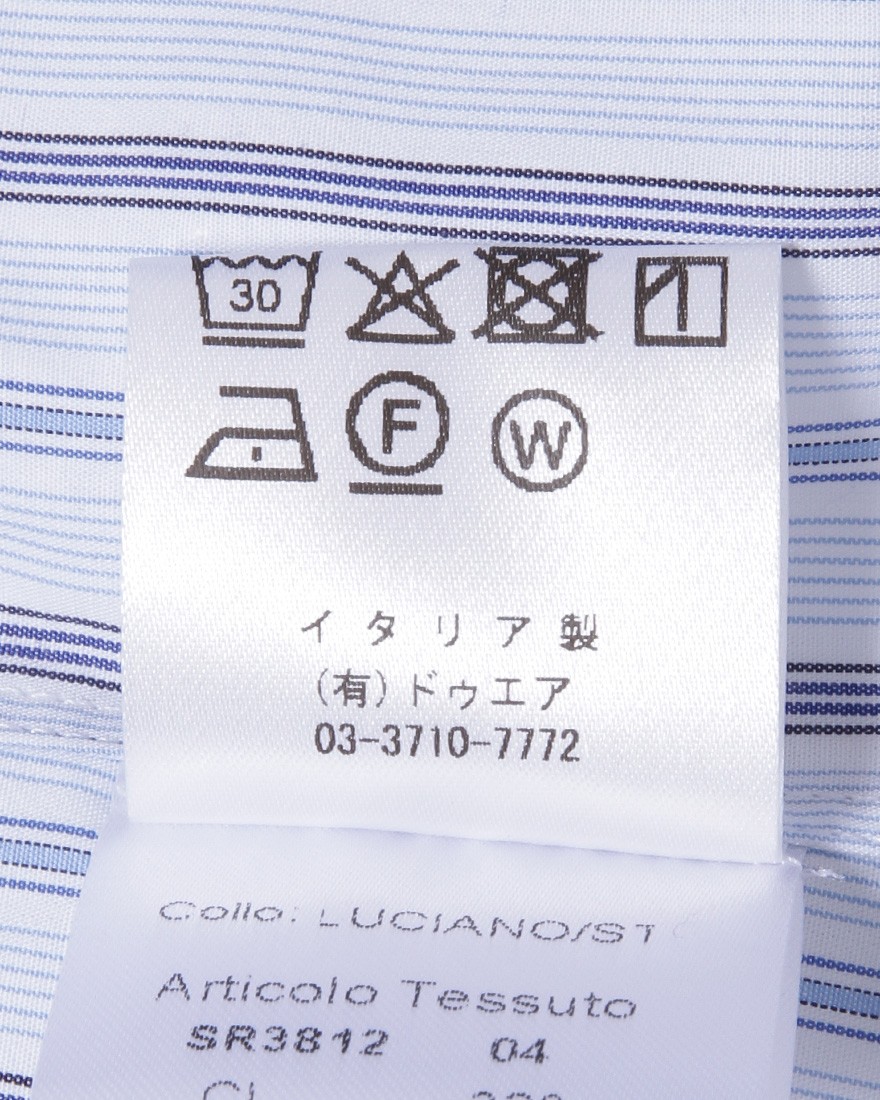 30
F W
イタリア製
(有)ドゥエア
03-3710-7772
Collo: LUCIANO/ST
Articolo Tessuto
SR3812 04